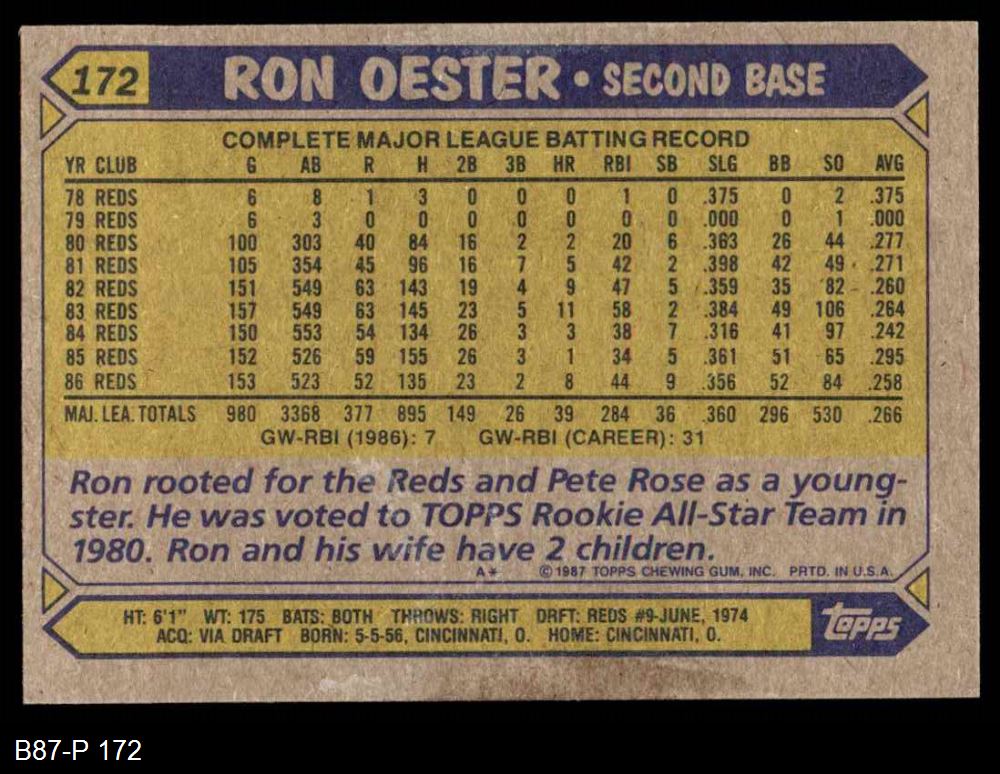 172 RON OESTER • SECOND BASE
COMPLETE MAJOR LEAGUE BATTING RECORD
YR CLUB G AB R H 2B 3B HR RBI SB SLG BB SO AVG
78 REDS 6 8 1 3 0 0 0 1 0 .375 0 2 .375
79 REDS 6 3 0 0 0 0 0 0 0 .000 0 1 .000
80 REDS 100 303 40 84 16 2 2 20 6 .363 26 44 .277
81 REDS 105 354 45 96 16 7 5 42 2 .398 42 49 .271
82 REDS 151 549 63 143 19 4 9 47 5 .359 35 82 .260
83 REDS 157 549 63 145 23 5 11 58 2 .384 49 106 .264
84 REDS 150 553 54 134 26 3 3 38 7 .316 41 97 .242
85 REDS 152 526 59 155 26 3 1 34 5 .361 51 65 .295
86 REDS 153 523 52 135 23 2 8 44 9 .356 52 84 .258
MAJ. LEA. TOTALS 980 3368 377 895 149 26 39 284 36 .360 296 530 .266
GW-RBI (1986): 7 GW-RBI (CAREER): 31
Ron rooted for the Reds and Pete Rose as a young-
ster. He was voted to TOPPS Rookie All-Star Team in
1980. Ron and his wife have 2 children.
A* ©1987 TOPPS CHEWING GUM, INC. PRTD. IN U.S.A.
HT: 6'1" WT: 175 BATS: BOTH THROWS: RIGHT DRFT: REDS #9-JUNE, 1974
ACQ: VIA DRAFT BORN: 5-5-56, CINCINNATI, O. HOME: CINCINNATI, O.
Topps
B87-P 172